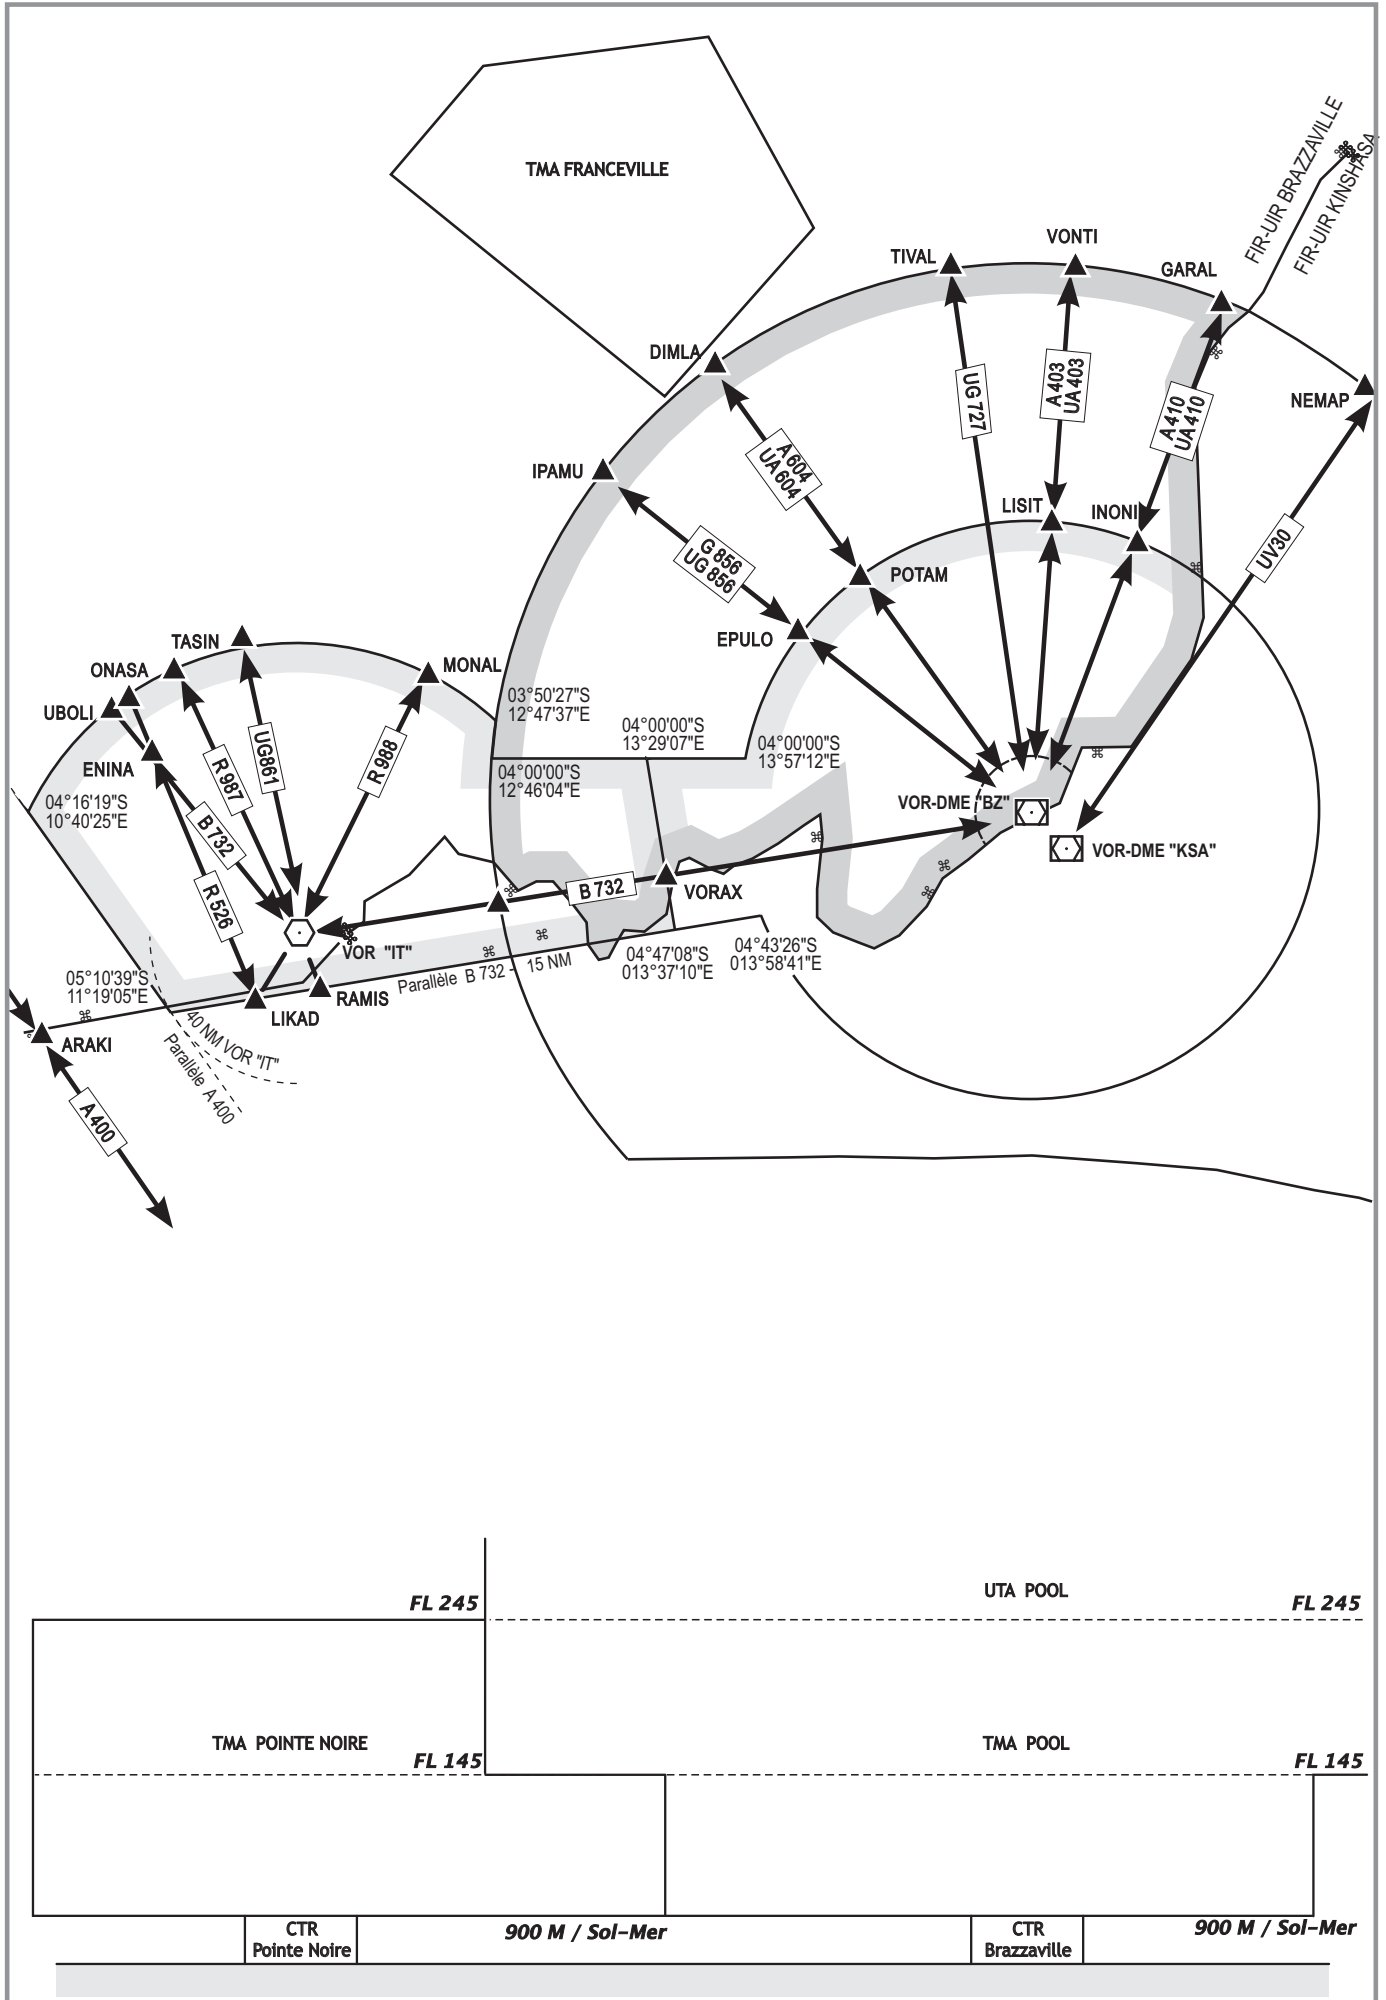 FIR-UIR BRAZZAVILLE
FIR-UIR KINSHASA
TMA FRANCEVILLE
VONTI
TIVAL
GARAL
DIMLA
NEMAP
UG 727
A 403
UA 403
A 410
UA 410
A 604
UA 604
IPAMU
LISIT
INONI
UV30
G 856
UG 856
POTAM
EPULO
TASIN
MONAL
ONASA
UBOLI
03°50'27"S
12°47'37"E
04°00'00"S
13°29'07"E
04°00'00"S
13°57'12"E
UG861
R 988
R 987
ENINA
04°00'00"S
12°46'04"E
04°16'19"S
10°40'25"E
VOR-DME "BZ"
B 732
VOR-DME "KSA"
B 732
VORAX
R 526
VOR "IT"
04°43'26"S
013°58'41"E
04°47'08"S
013°37'10"E
Parallèle B 732 - 15 NM
05°10'39"S
11°19'05"E
RAMIS
LIKAD
ARAKI
40 NM VOR "IT"
Parallèle A 400
A 400
UTA POOL
FL 245
FL 245
TMA POINTE NOIRE
FL 145
TMA POOL
FL 145
CTR
Pointe Noire
900 M / Sol-Mer
CTR
Brazzaville
900 M / Sol-Mer